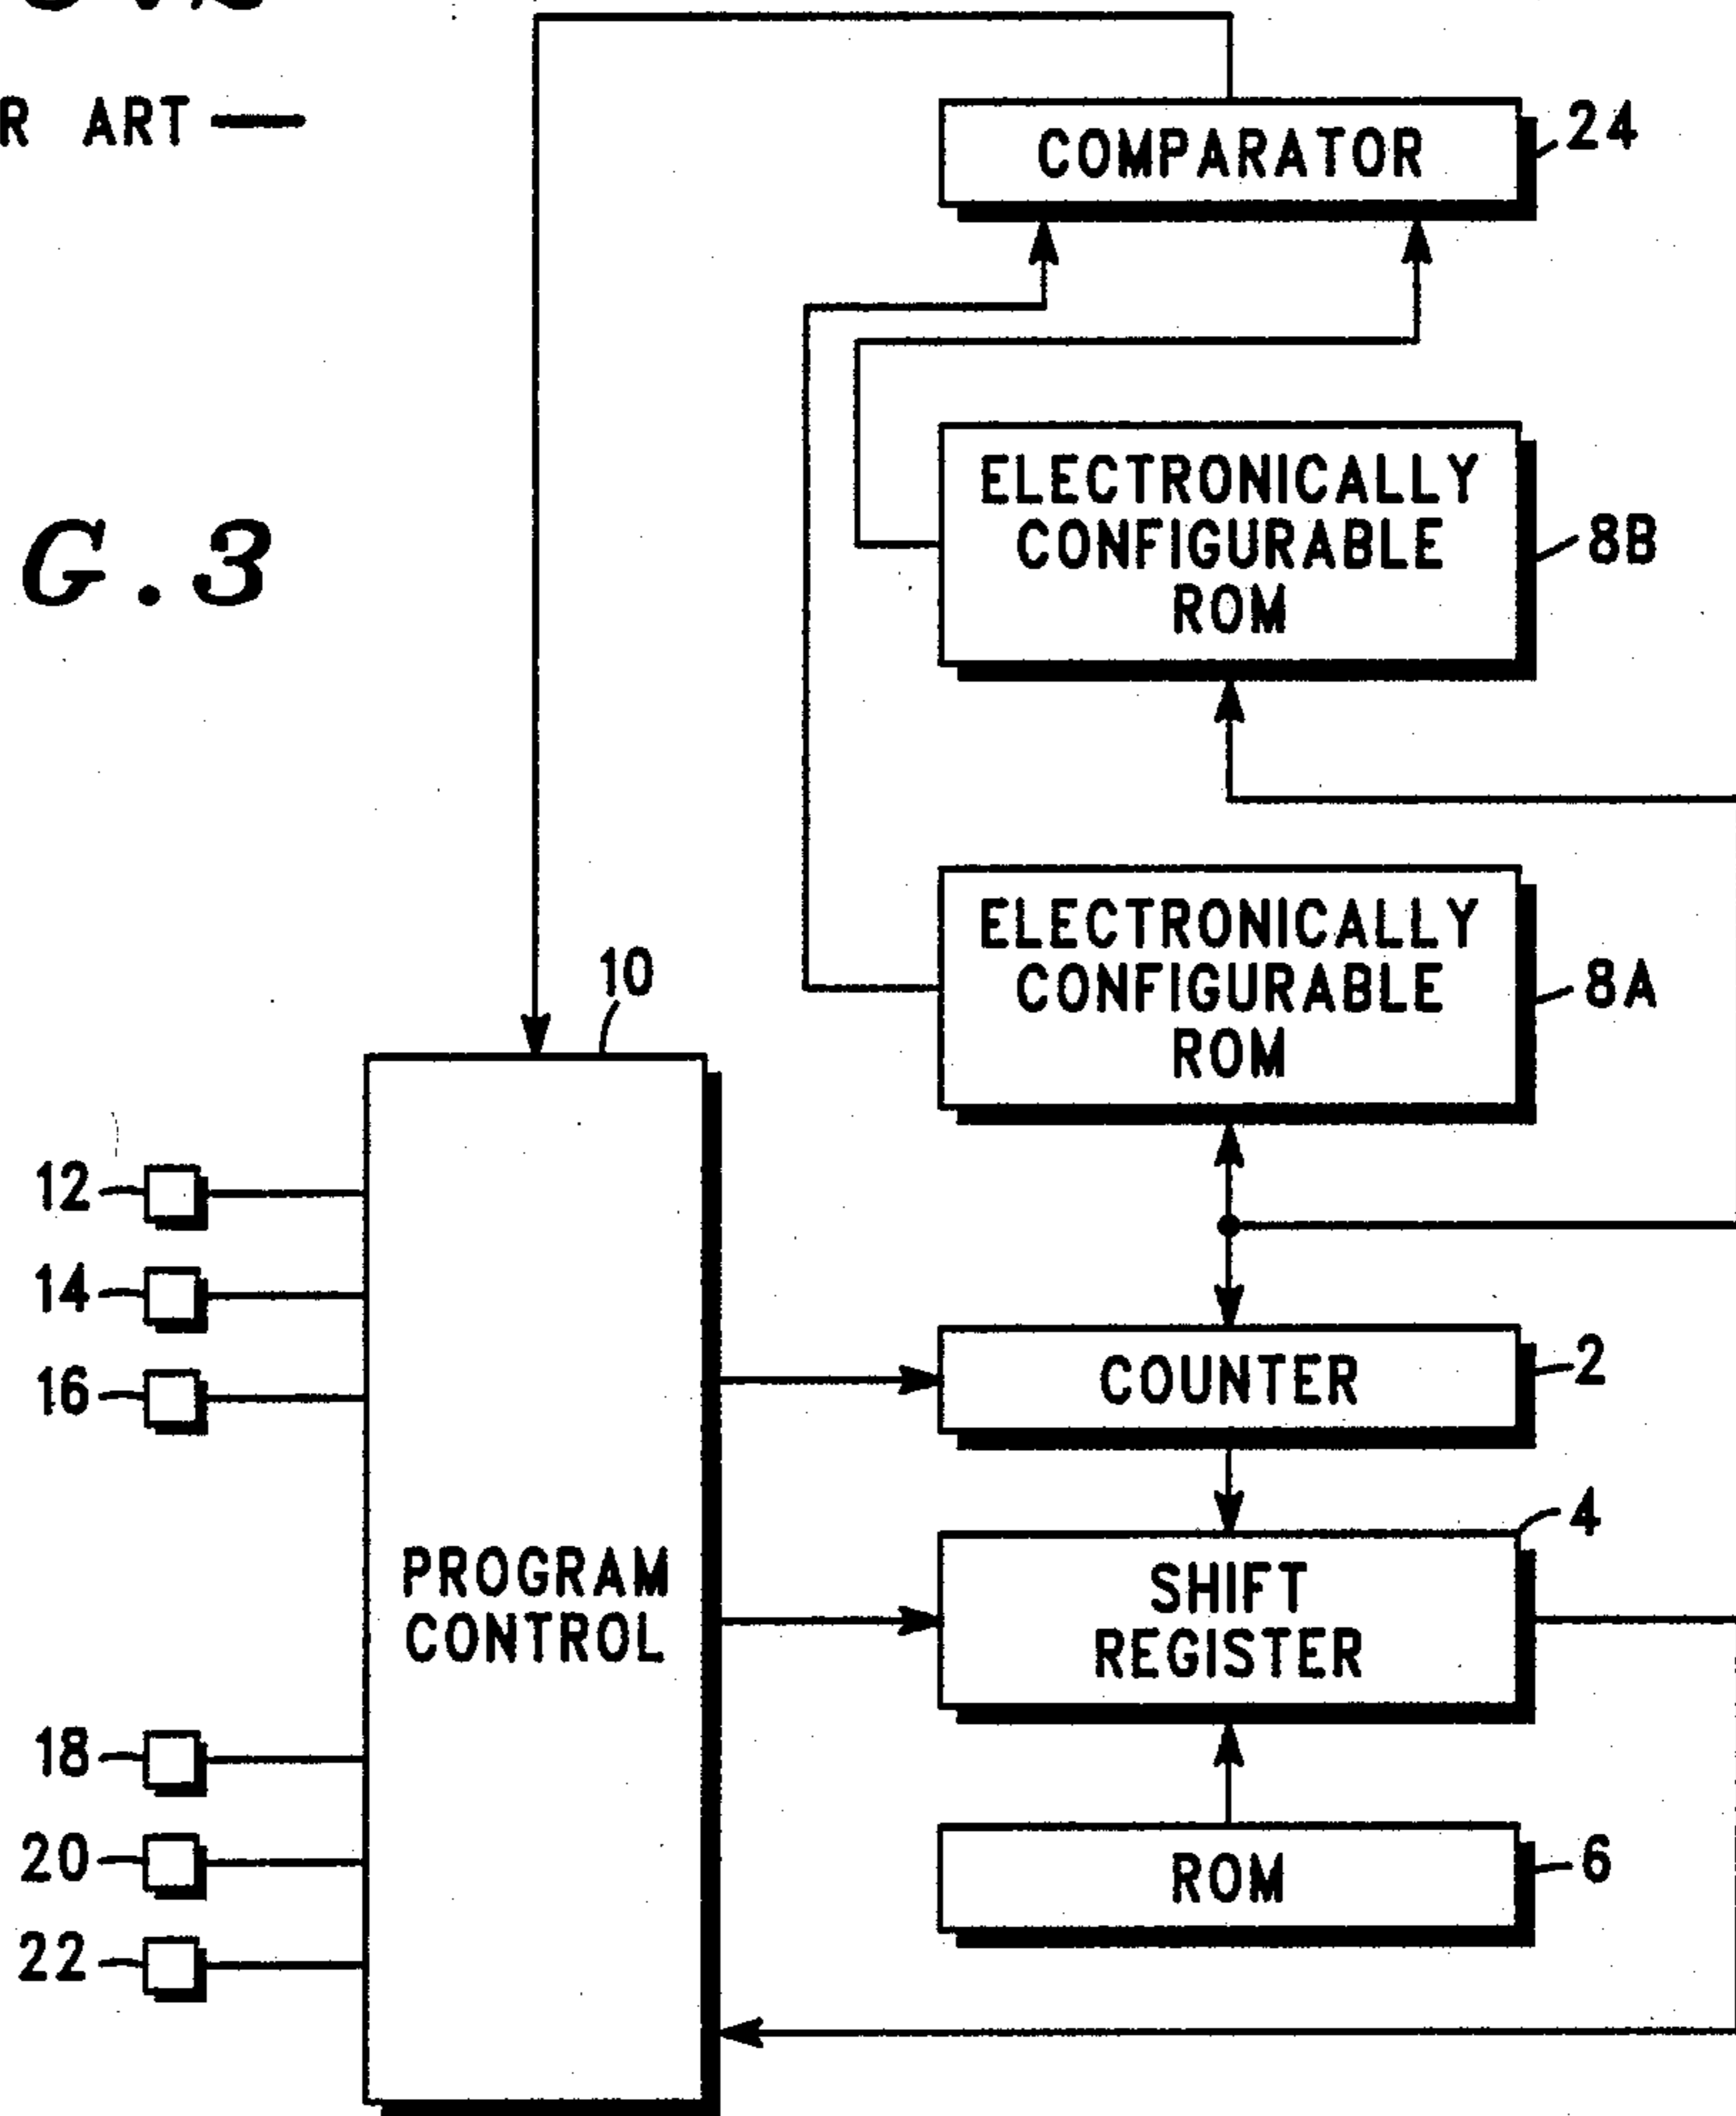 ART
COMPARATOR
24
ELECTRONICALLY
CONFIGURABLE
ROM
8B
G.3
ELECTRONICALLY
CONFIGURABLE
ROM
8A
10
12
14
16
COUNTER
2
4
SHIFT
REGISTER
PROGRAM
CONTROL
18
20
22
ROM
6